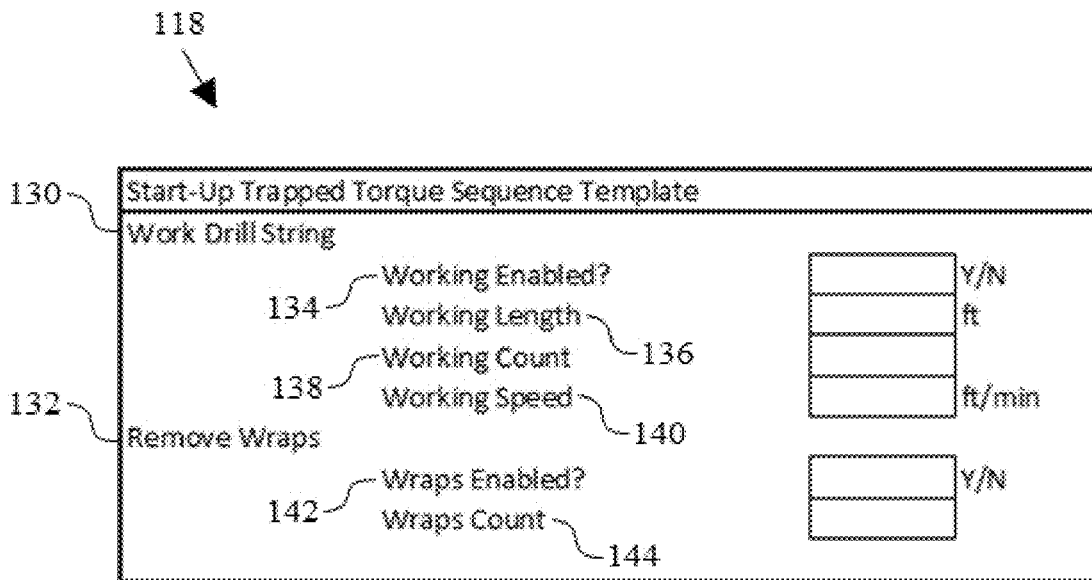 118
130
Start-Up Trapped Torque Sequence Template
Work Drill String
134 Working Enabled? Y/N
Working Length 136 ft
138 Working Count
132 Working Speed 140 ft/min
Remove Wraps
142 Wraps Enabled? Y/N
Wraps Count 144